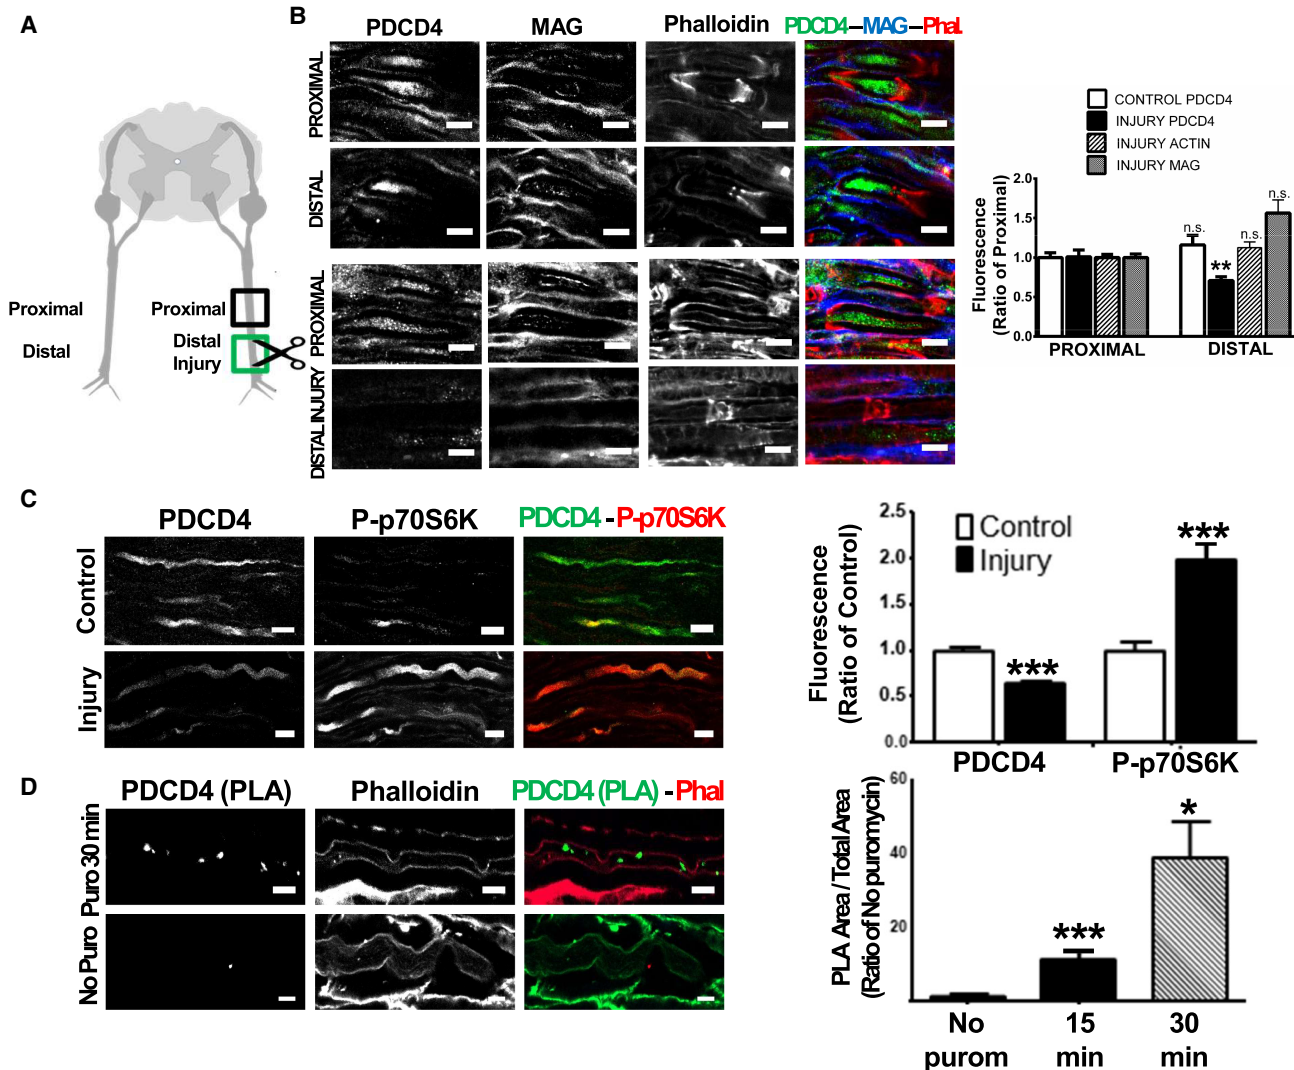 A
Proximal
Distal
Proximal
Distal
Injury
B
PDCD4
MAG
Phalloidin
PDCD4–MAG–Phal.
PROXIMAL
DISTAL
PROXIMAL
DISTAL INJURY
CONTROL PDCD4
INJURY PDCD4
INJURY ACTIN
INJURY MAG
Fluorescence
(Ratio of Proximal)
2.0
1.5
1.0
0.5
0.0
n.s.
**
n.s.
n.s.
PROXIMAL
DISTAL
C
PDCD4
P-p70S6K
PDCD4 - P-p70S6K
Control
Injury
Fluorescence
(Ratio of Control)
2.5
2.0
1.5
1.0
0.5
0.0
Control
Injury
***
***
PDCD4
P-p70S6K
D
PDCD4 (PLA)
Phalloidin
PDCD4 (PLA) - Phal
Puro 30 min
No Puro
PLA Area / Total Area
(Ratio of No puromycin)
60
40
20
***
*
No
purom
15
min
30
min